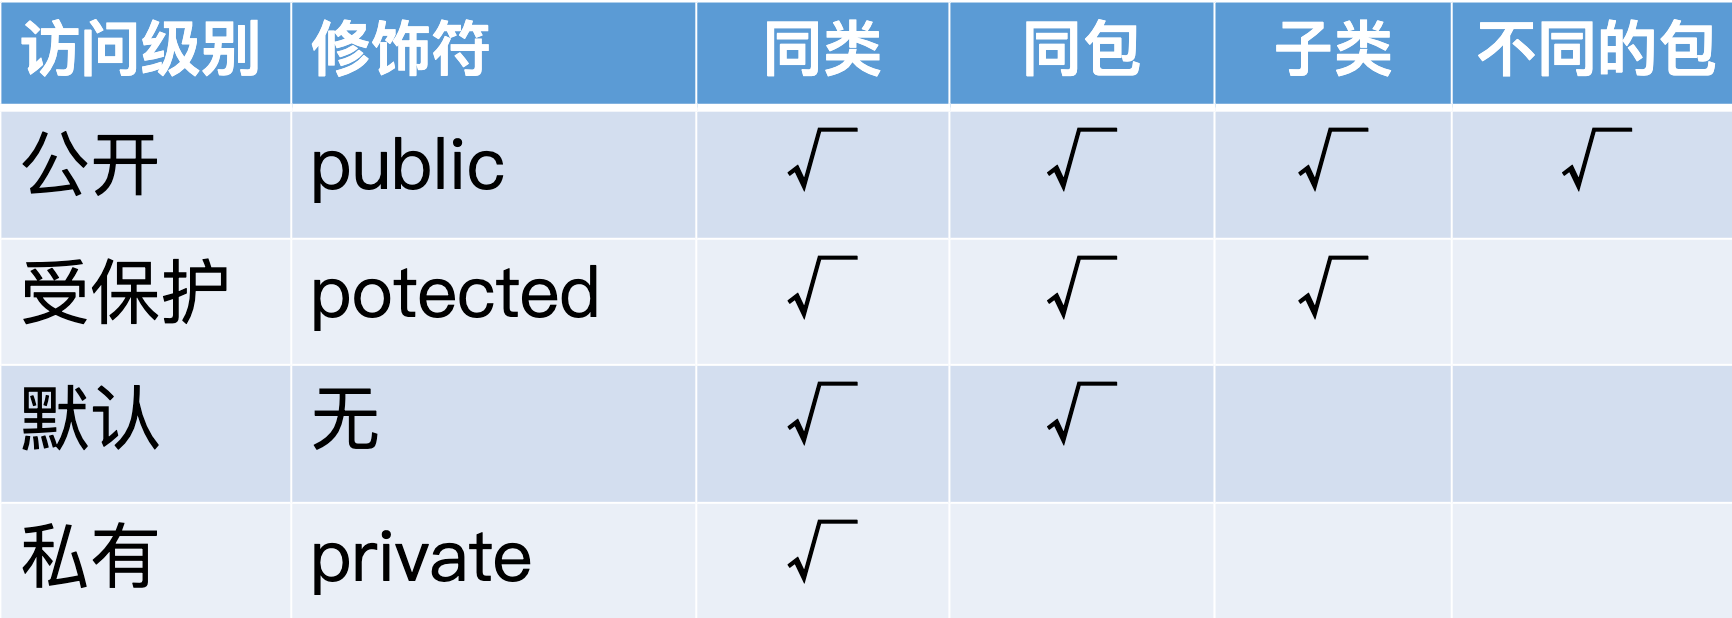 访问级别 修饰符 同类 同包 子类 不同的包
公开 public √ √ √ √
受保护 potected √ √ √
默认 无 √ √
私有 private √